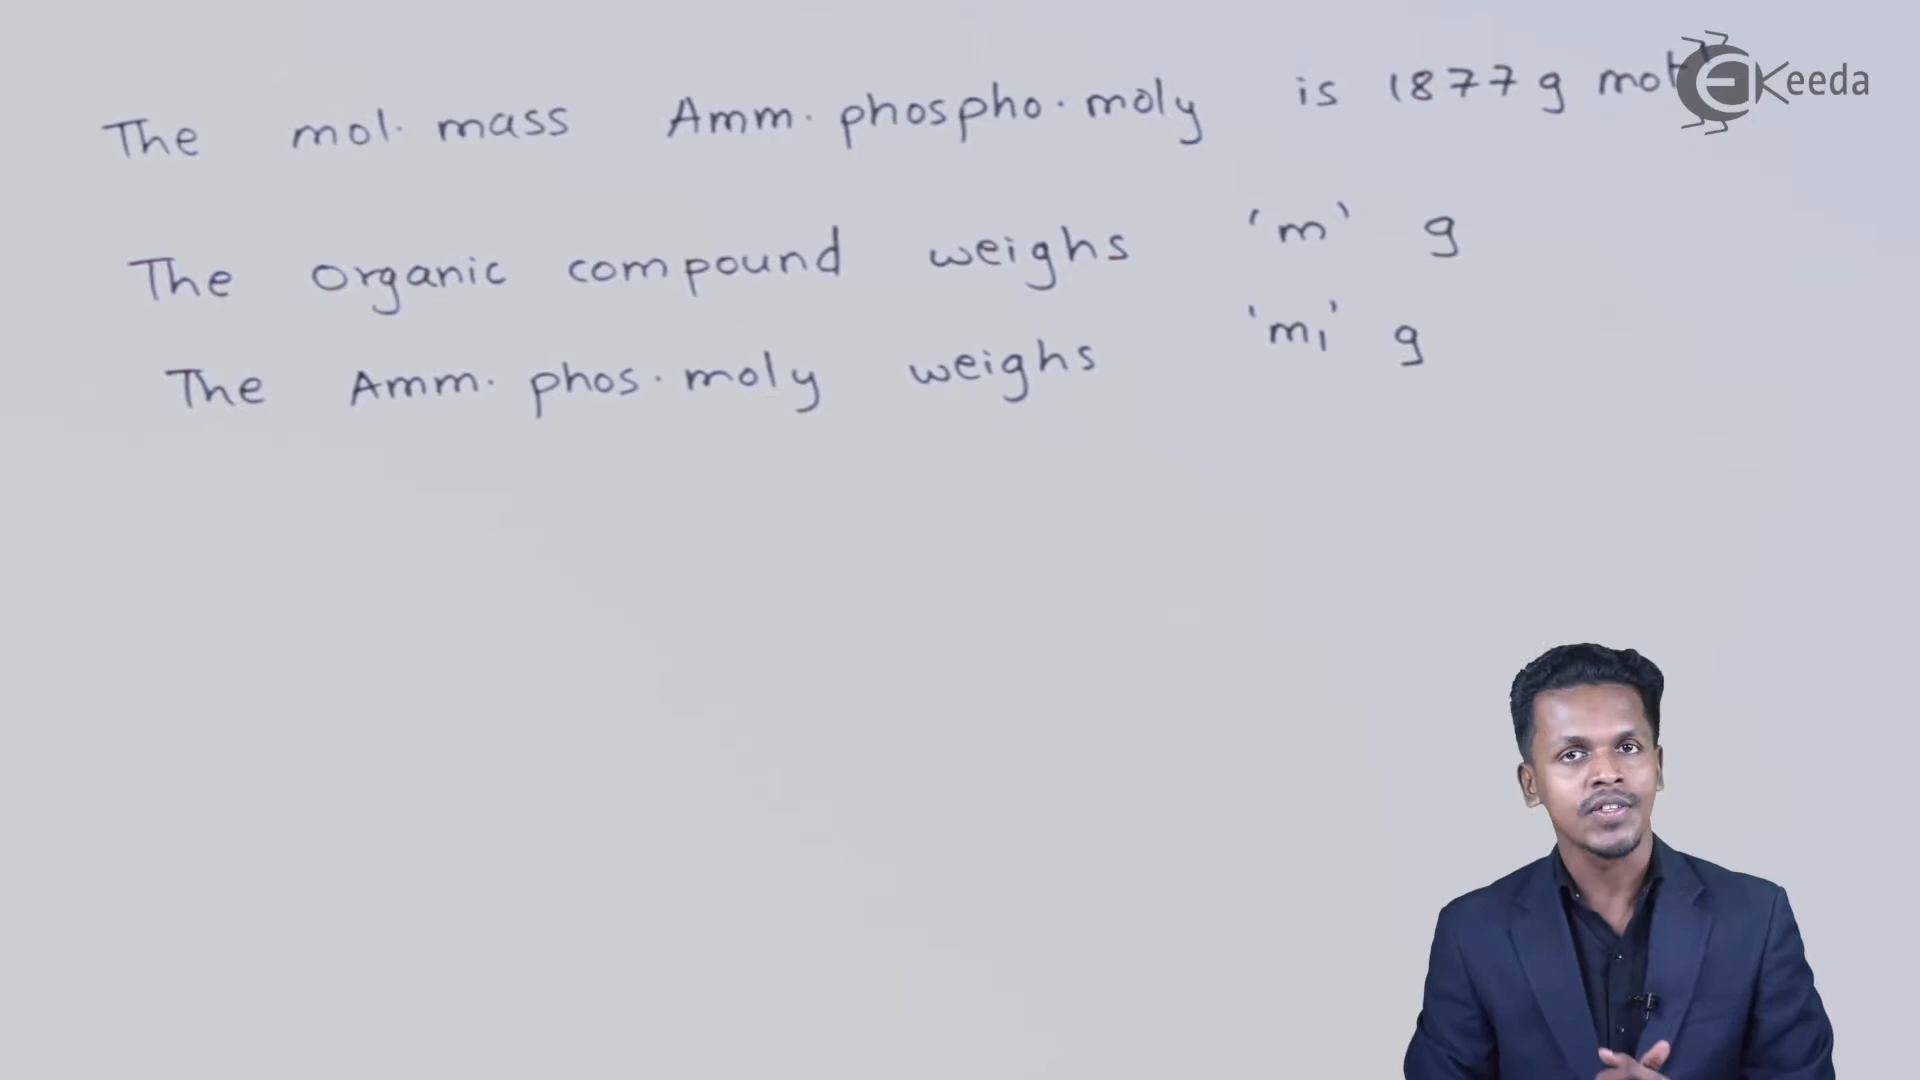 The mol. mass Amm. phospho. moly is 1877 g mol
Keeda
The organic compound weighs 'm' g
The Amm. phos. moly weighs 'm₁' g